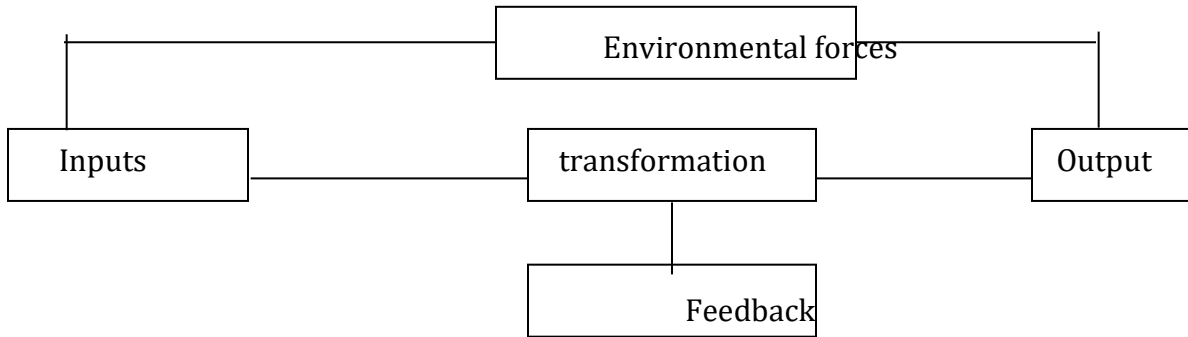 Environmental forces
Inputs
transformation
Output
Feedback